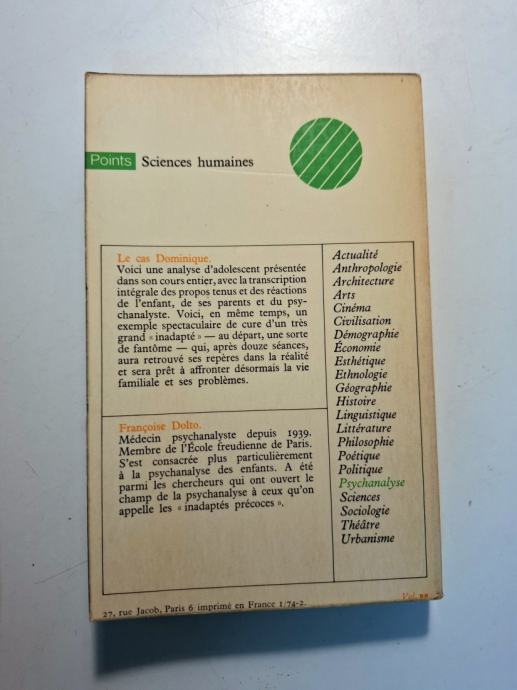 Points Sciences humaines
Le cas Dominique.
Voici une analyse d'adolescent présentée
dans son cours entier, avec la transcription
intégrale des propos tenus et des réactions
de l'enfant, de ses parents et du psy-
chanalyste. Voici, en même temps, un
exemple spectaculaire de cure d'un très
grand « inadapté » — au départ, une sorte
de fantôme — qui, après douze séances,
aura retrouvé ses repères dans la réalité
et sera prêt à affronter désormais la vie
familiale et ses problèmes.
Françoise Dolto.
Médecin psychanalyste depuis 1939.
Membre de l'École freudienne de Paris.
S'est consacrée plus particulièrement
à la psychanalyse des enfants. A été
parmi les chercheurs qui ont ouvert le
champ de la psychanalyse à ceux qu'on
appelle les « inadaptés précoces ».
Actualité
Anthropologie
Architecture
Arts
Cinéma
Civilisation
Démographie
Économie
Esthétique
Ethnologie
Géographie
Histoire
Linguistique
Littérature
Philosophie
Poétique
Politique
Psychanalyse
Sciences
Sociologie
Théâtre
Urbanisme
27, rue Jacob, Paris 6 imprimé en France 1/74-2.
Vol.